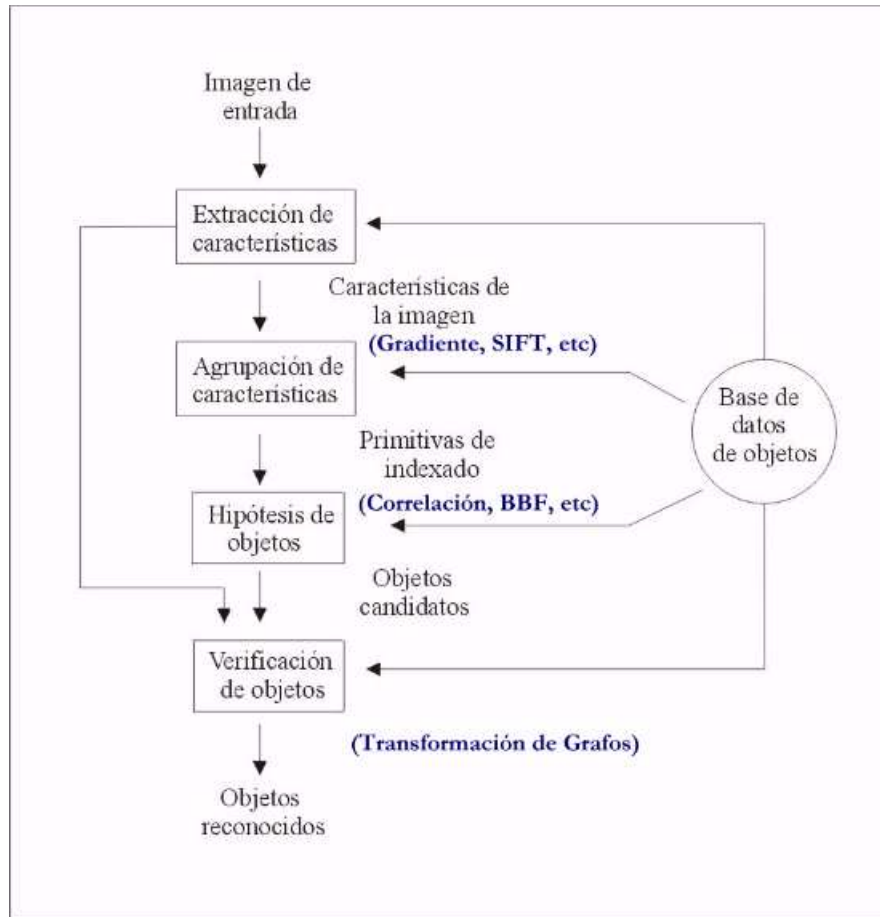 Imagen de
entrada
Extracción de
características
Características de
la imagen
(Gradiente, SIFT, etc)
Agrupación de
características
Base de
datos
de objetos
Primitivas de
indexado
(Correlación, BBF, etc)
Hipótesis de
objetos
Objetos
candidatos
Verificación
de objetos
(Transformación de Grafos)
Objetos
reconocidos